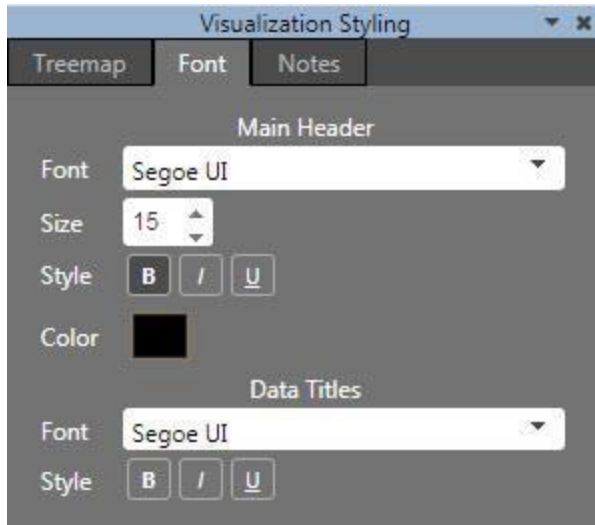 Visualization Styling
Treemap Font Notes
Main Header
Font Segoe UI
Size 15
Style B I U
Color
Data Titles
Font Segoe UI
Style B I U